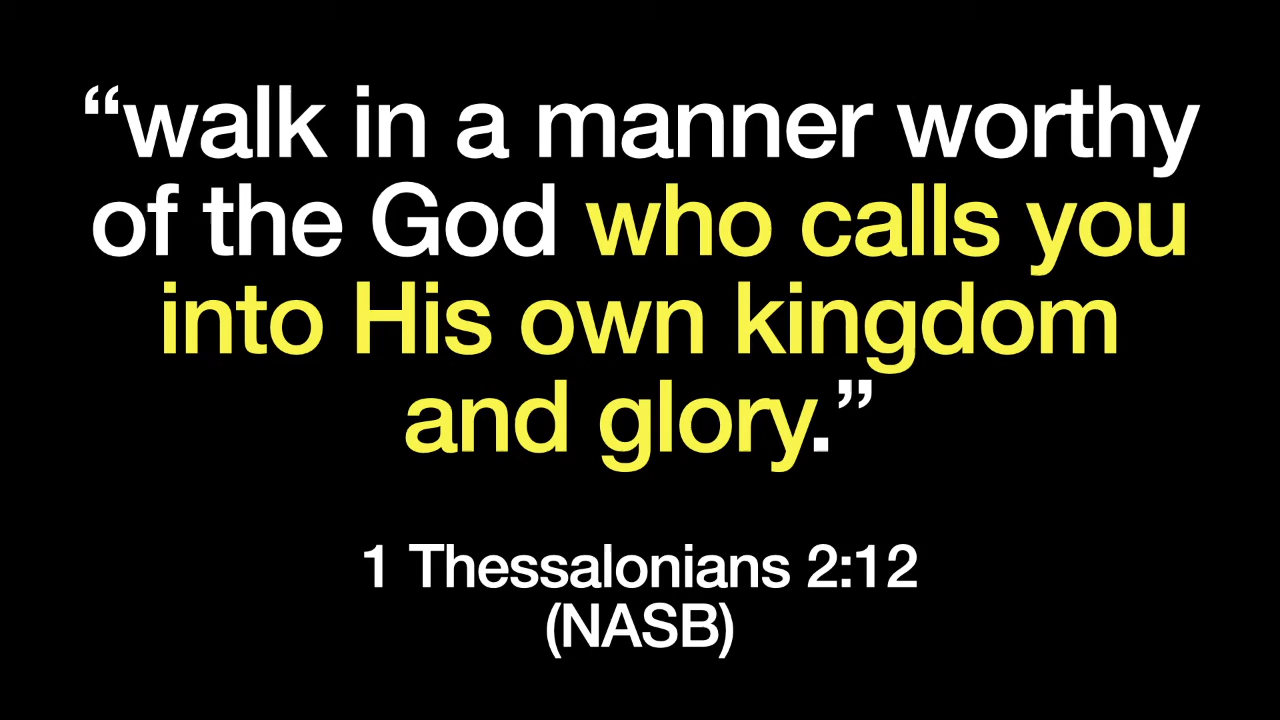 “walk in a manner worthy
of the God who calls you
into His own kingdom
and glory.”
1 Thessalonians 2:12
(NASB)